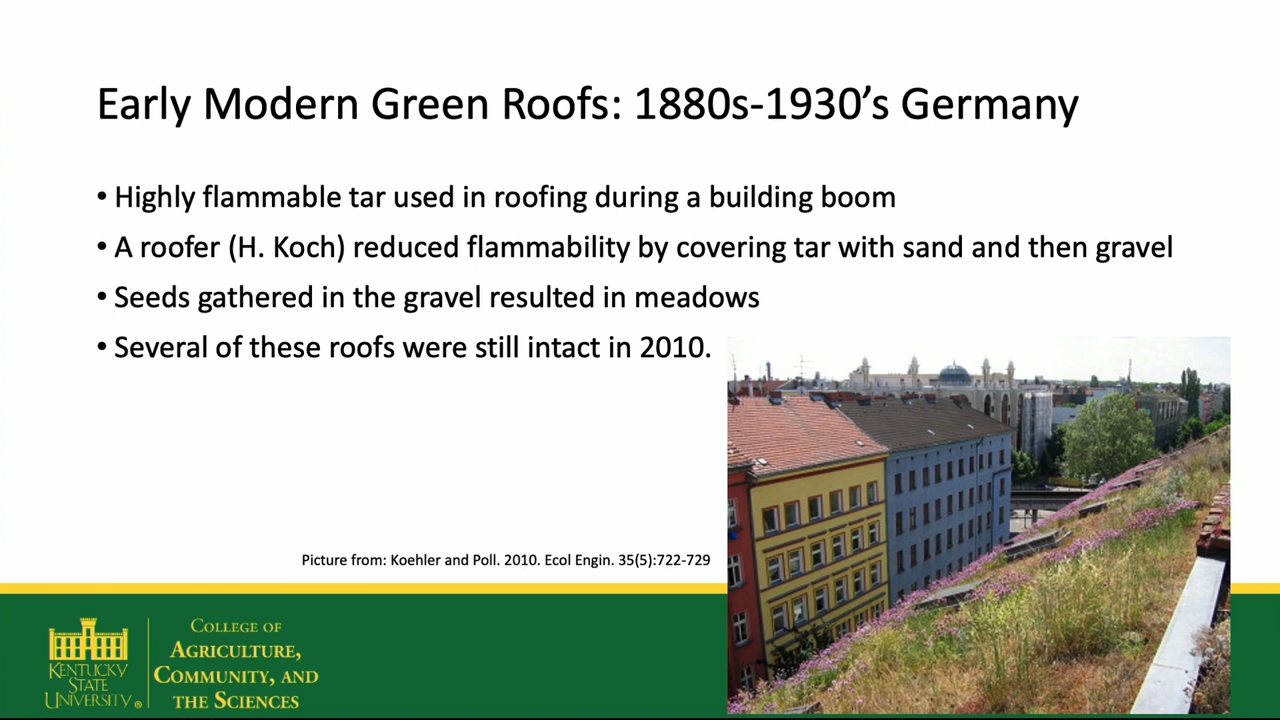 Early Modern Green Roofs: 1880s-1930’s Germany
• Highly flammable tar used in roofing during a building boom
• A roofer (H. Koch) reduced flammability by covering tar with sand and then gravel
• Seeds gathered in the gravel resulted in meadows
• Several of these roofs were still intact in 2010.
Picture from: Koehler and Poll. 2010. Ecol Engin. 35(5):722-729
KENTUCKY
STATE
UNIVERSITY®
COLLEGE OF
AGRICULTURE,
COMMUNITY, AND
THE SCIENCES